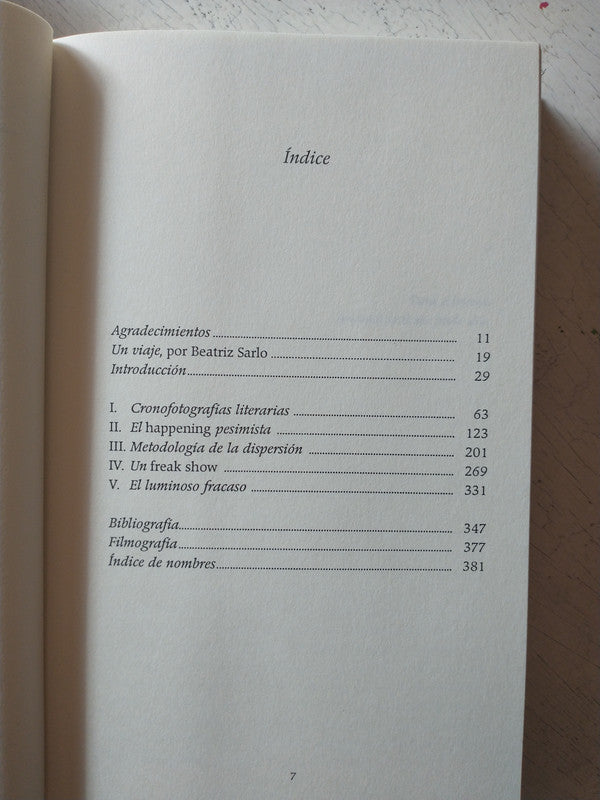 Índice
Agradecimientos 11
Un viaje, por Beatriz Sarlo 19
Introducción 29
I. Cronofotografías literarias 63
II. El happening pesimista 123
III. Metodología de la dispersión 201
IV. Un freak show 269
V. El luminoso fracaso 331
Bibliografía 347
Filmografía 377
Índice de nombres 381
7